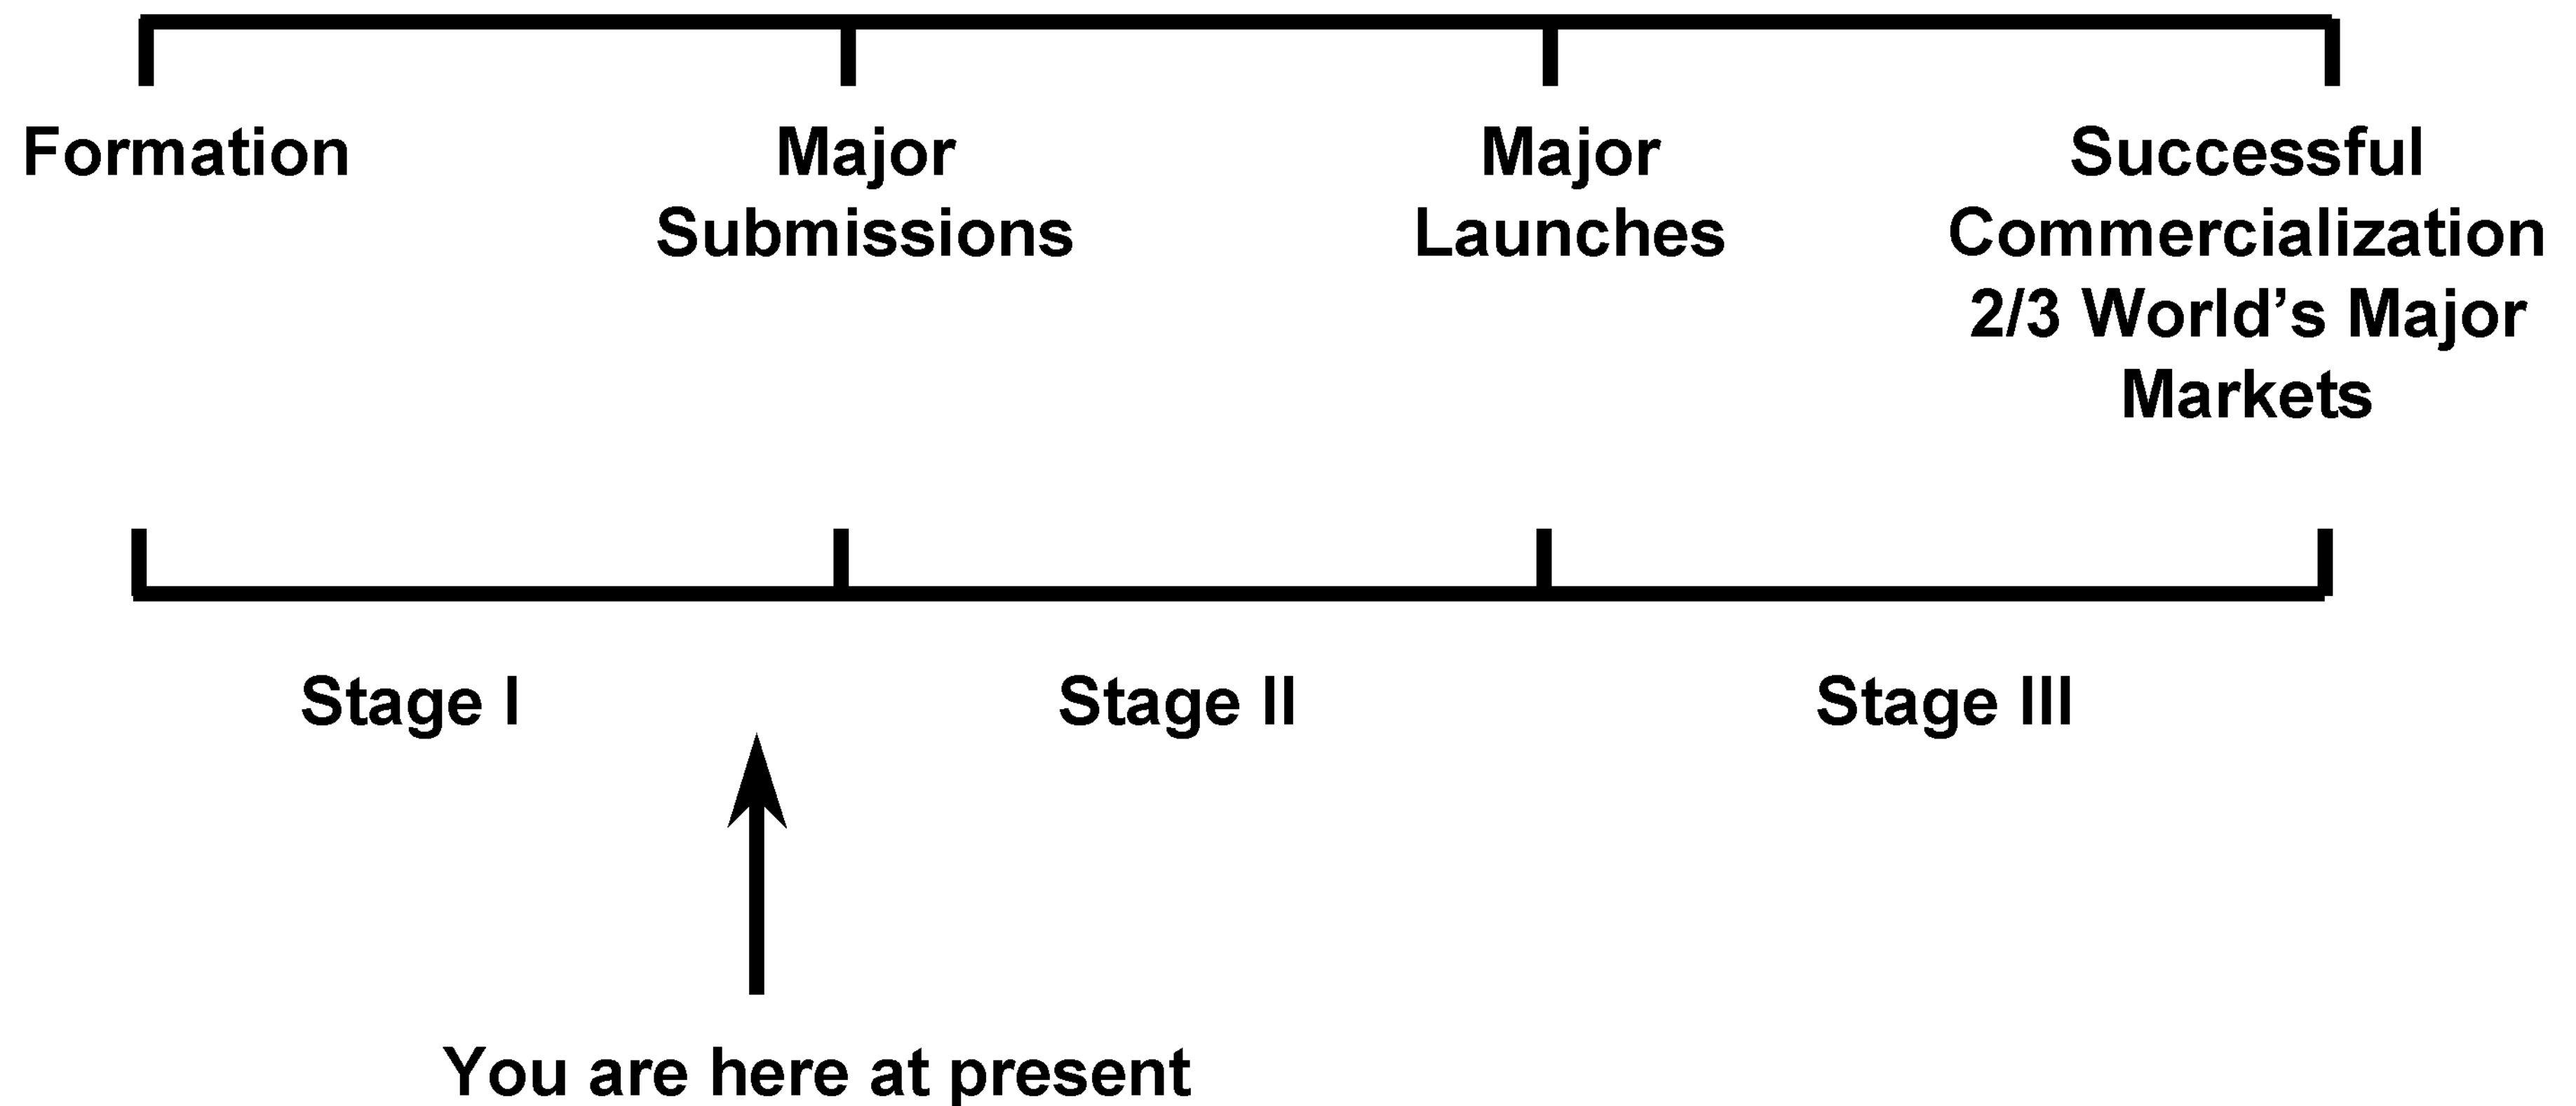 Formation
Major
Submissions
Major
Launches
Successful
Commercialization
2/3 World’s Major
Markets
Stage I
Stage II
Stage III
You are here at present